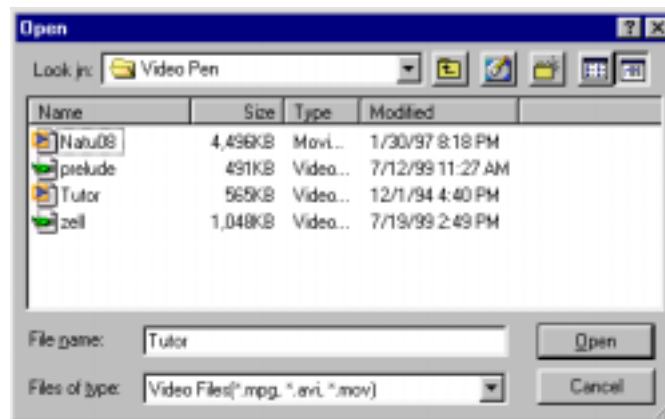 Open
Look in: Video Pen
Name Size Type Modified
Natu08 4,496KB Movi... 1/30/97 8:18 PM
prelude 491KB Video... 7/12/99 11:27 AM
Tutor 565KB Video... 12/1/94 4:40 PM
zell 1,048KB Video... 7/19/99 2:49 PM
File name: Tutor Open
Files of type: Video Files(*.mpg, *.avi, *.mov) Cancel